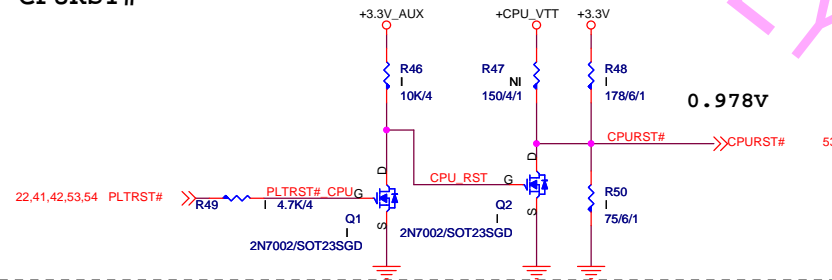 +3.3V_AUX
+CPU_VTT
+3.3V
R46
I
10K/4
R47
NI
150/4/1
R48
I
178/6/1
0.978V
CPURST#
CPURST#
D
CPU_RST
G
D
22,41,42,53,54 PLTRST#
R49
PLTRST#_CPU
G
I 4.7K/4
Q1
I
S
2N7002/SOT23SGD
Q2
I
S
2N7002/SOT23SGD
R50
I
75/6/1